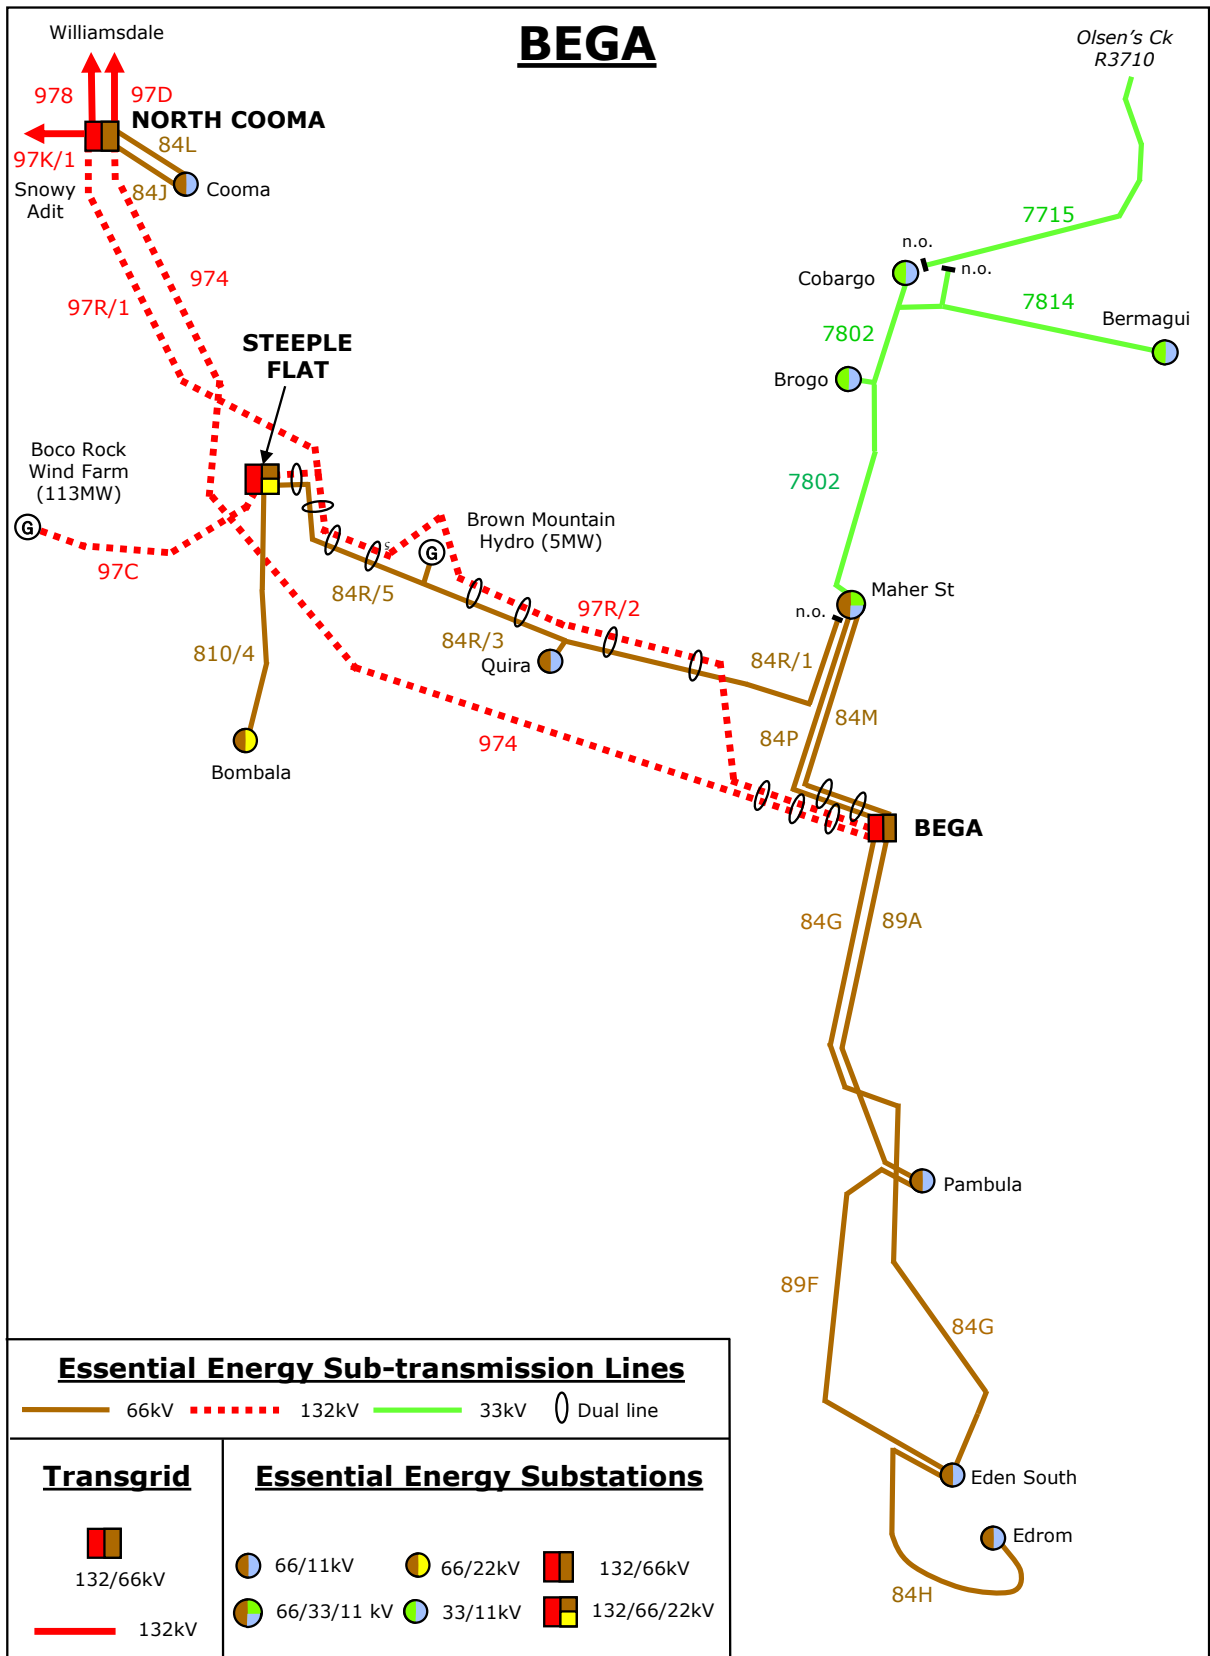 BEGA
Williamsdale
Olsen's Ck
R3710
978
97D
NORTH COOMA
84L
97K/1
84J
Cooma
Snowy
Adit
7715
n.o.
n.o.
Cobargo
974
97R/1
7814
Bermagui
7802
STEEPLE
FLAT
Brogo
Boco Rock
Wind Farm
(113MW)
7802
G
Brown Mountain
Hydro (5MW)
G
97C
84R/5
Maher St
n.o.
97R/2
84R/3
810/4
Quira
84R/1
84M
84P
974
Bombala
BEGA
84G
89A
Pambula
89F
84G
Eden South
Edrom
84H
Essential Energy Sub-transmission Lines
66kV
132kV
33kV
Dual line
Transgrid
132/66kV
132kV
Essential Energy Substations
66/11kV
66/22kV
132/66kV
66/33/11 kV
33/11kV
132/66/22kV